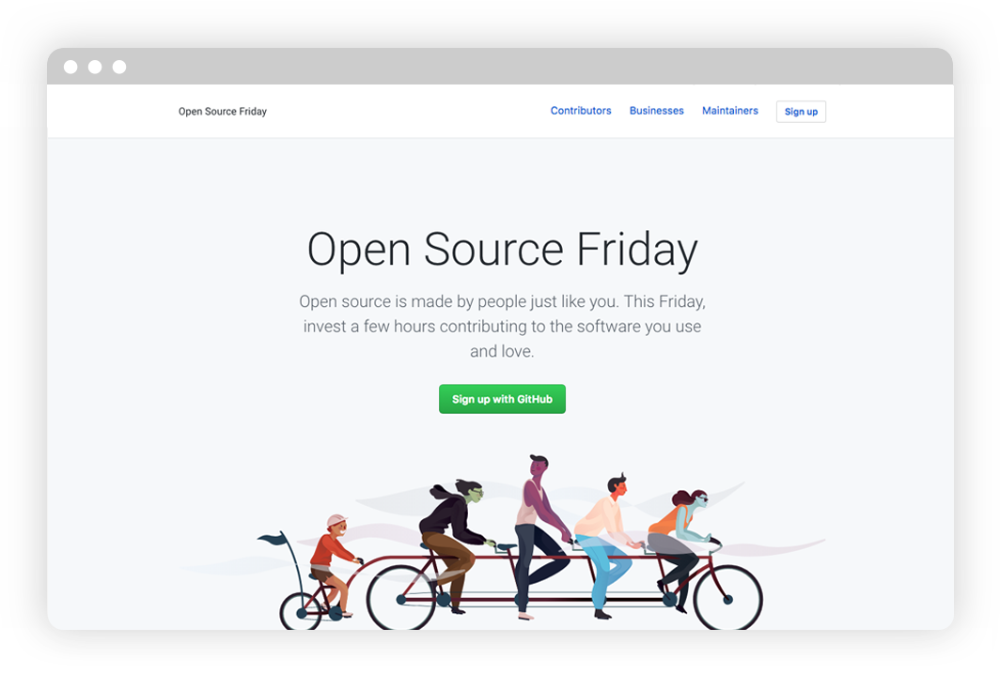 Open Source Friday
Contributors
Businesses
Maintainers
Sign up
Open Source Friday
Open source is made by people just like you. This Friday,
invest a few hours contributing to the software you use
and love.
Sign up with GitHub